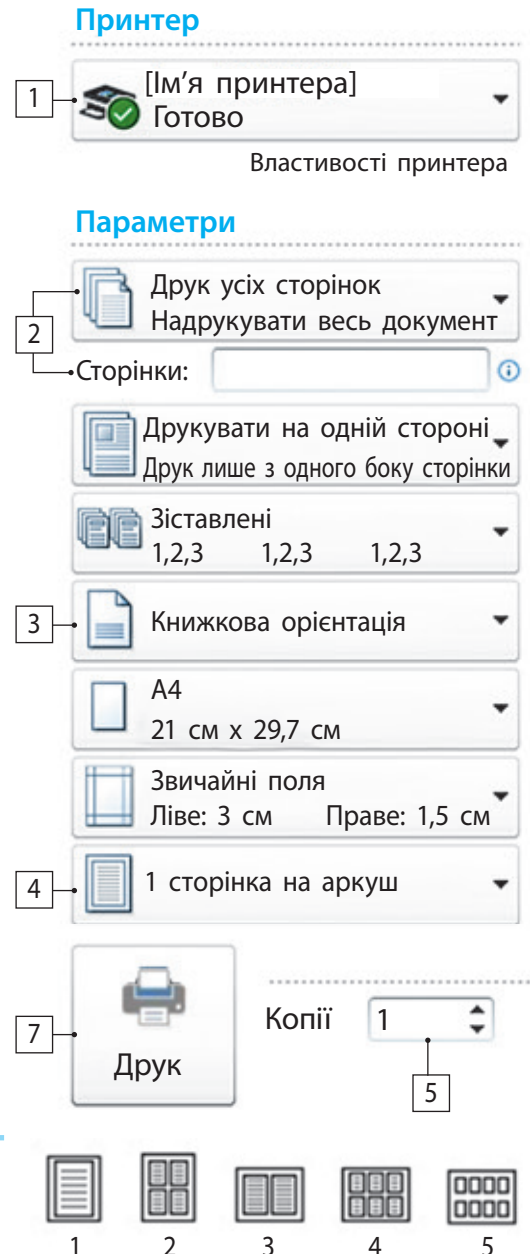 Принтер
1
[Ім’я принтера]
Готово
Властивості принтера
Параметри
2
Друк усіх сторінок
Надрукувати весь документ
Сторінки:
Друкувати на одній стороні
Друк лише з одного боку сторінки
Зіставлені
1,2,3 1,2,3 1,2,3
3
Книжкова орієнтація
А4
21 см х 29,7 см
Звичайні поля
Ліве: 3 см Праве: 1,5 см
4
1 сторінка на аркуш
7
Друк
Копії 1
5
1 2 3 4 5